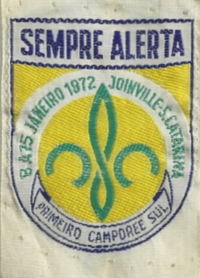 SEMPRE ALERTA
8 A 15 JANEIRO 1972 JOINVILLE-S.CATARINA
PRIMEIRO CAMPOREE SUL